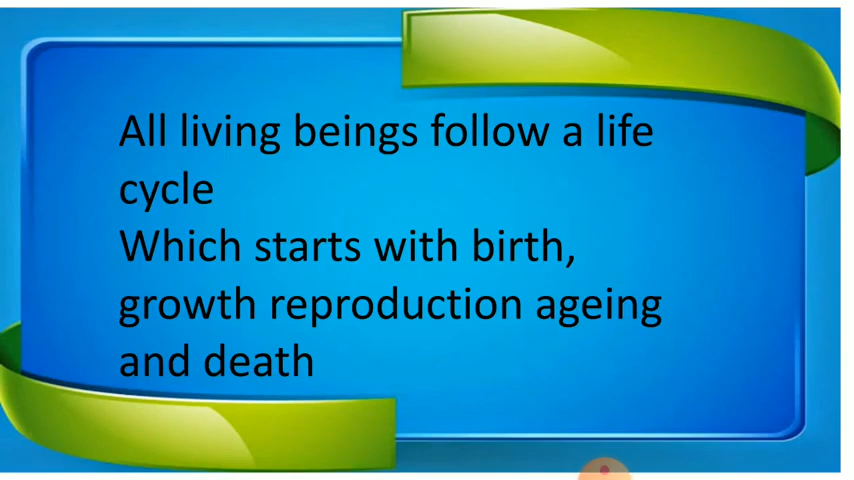 All living beings follow a life
cycle
Which starts with birth,
growth reproduction ageing
and death